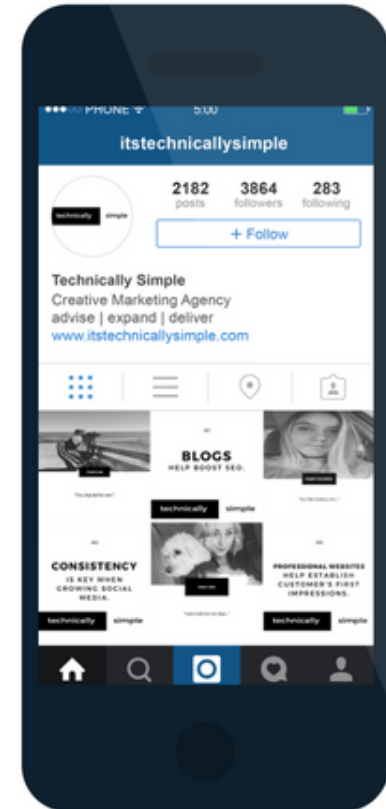 PHONE 5:00
itstechnicallysimple
technically simple
2182 3864 283
posts followers following
+ Follow
Technically Simple
Creative Marketing Agency
advise | expand | deliver
www.itstechnicallysimple.com
BLOGS
HELP BOOST SEO.
technically simple
CONSISTENCY
IS KEY WHEN
GROWING SOCIAL
MEDIA.
technically simple
PROFESSIONAL WEBSITES
HELP ESTABLISH
CUSTOMER'S FIRST
IMPRESSIONS.
technically simple